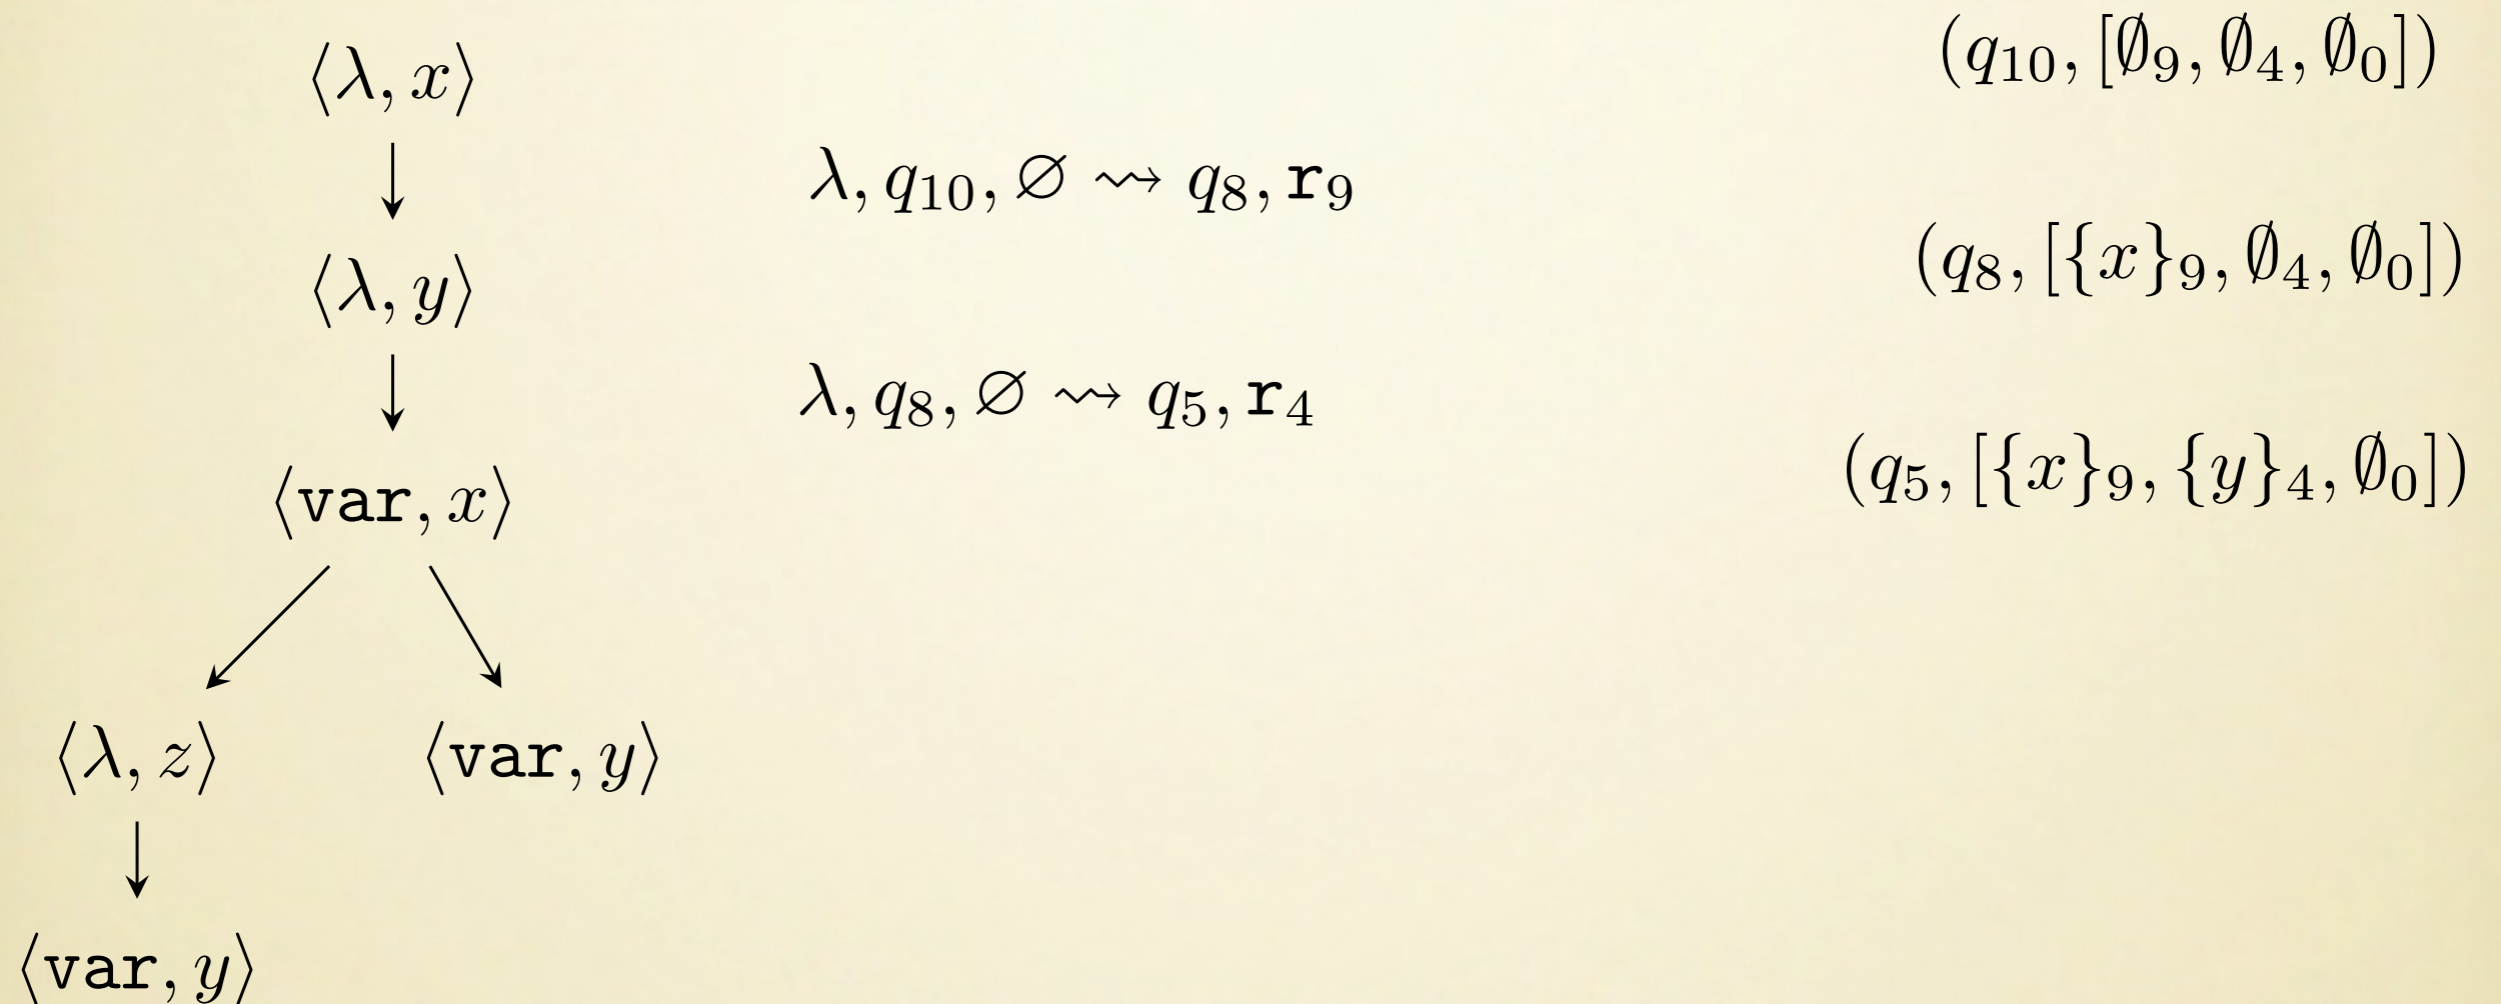 ⟨λ, x⟩
(q₁₀, [∅₉, ∅₄, ∅₀])
λ, q₁₀, ∅ ⇝ q₈, r₉
⟨λ, y⟩
(q₈, [{x}₉, ∅₄, ∅₀])
λ, q₈, ∅ ⇝ q₅, r₄
⟨var, x⟩
(q₅, [{x}₉, {y}₄, ∅₀])
⟨λ, z⟩
⟨var, y⟩
⟨var, y⟩